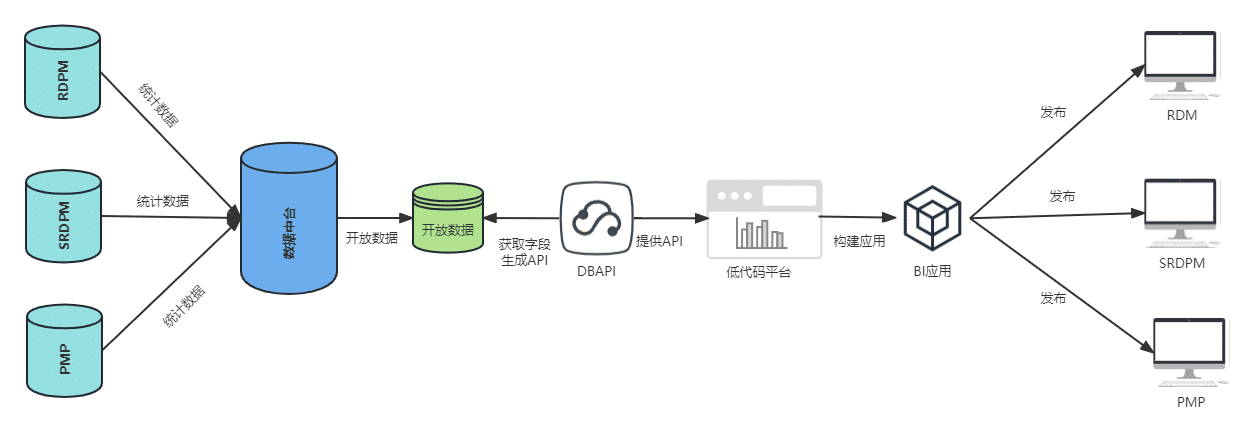 RDPM
统计数据
SRDPM
统计数据
PMP
统计数据
数据中台
开放数据
开放数据
获取字段
生成API
DBAPI
提供API
低代码平台
构建应用
BI应用
发布
RDM
发布
SRDPM
发布
PMP